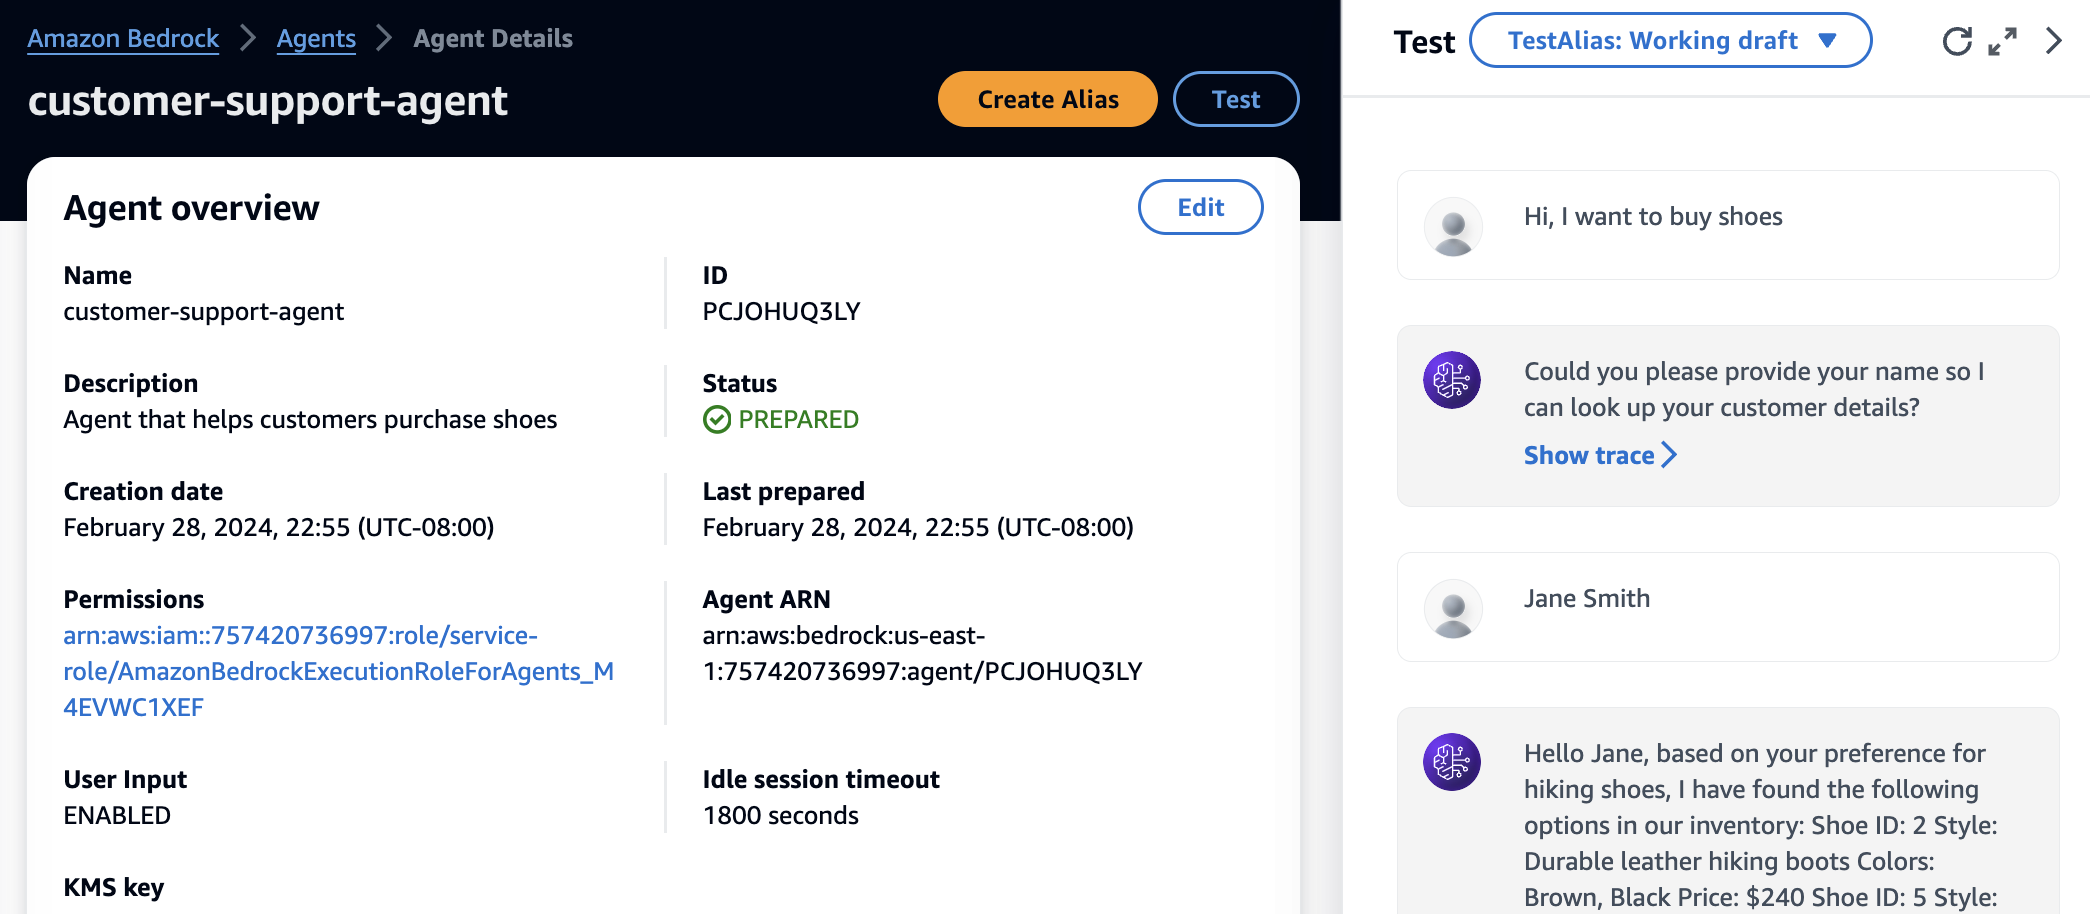 Amazon Bedrock > Agents > Agent Details
customer-support-agent
Create Alias
Test
Agent overview
Edit
Name
customer-support-agent
ID
PCJOHUQ3LY
Description
Agent that helps customers purchase shoes
Status
PREPARED
Creation date
February 28, 2024, 22:55 (UTC-08:00)
Last prepared
February 28, 2024, 22:55 (UTC-08:00)
Permissions
arn:aws:iam::757420736997:role/service-
role/AmazonBedrockExecutionRoleForAgents_M
4EVWC1XEF
Agent ARN
arn:aws:bedrock:us-east-
1:757420736997:agent/PCJOHUQ3LY
User Input
ENABLED
Idle session timeout
1800 seconds
KMS key
Test
TestAlias: Working draft
Hi, I want to buy shoes
Could you please provide your name so I
can look up your customer details?
Show trace
Jane Smith
Hello Jane, based on your preference for
hiking shoes, I have found the following
options in our inventory: Shoe ID: 2 Style:
Durable leather hiking boots Colors:
Brown, Black Price: $240 Shoe ID: 5 Style: